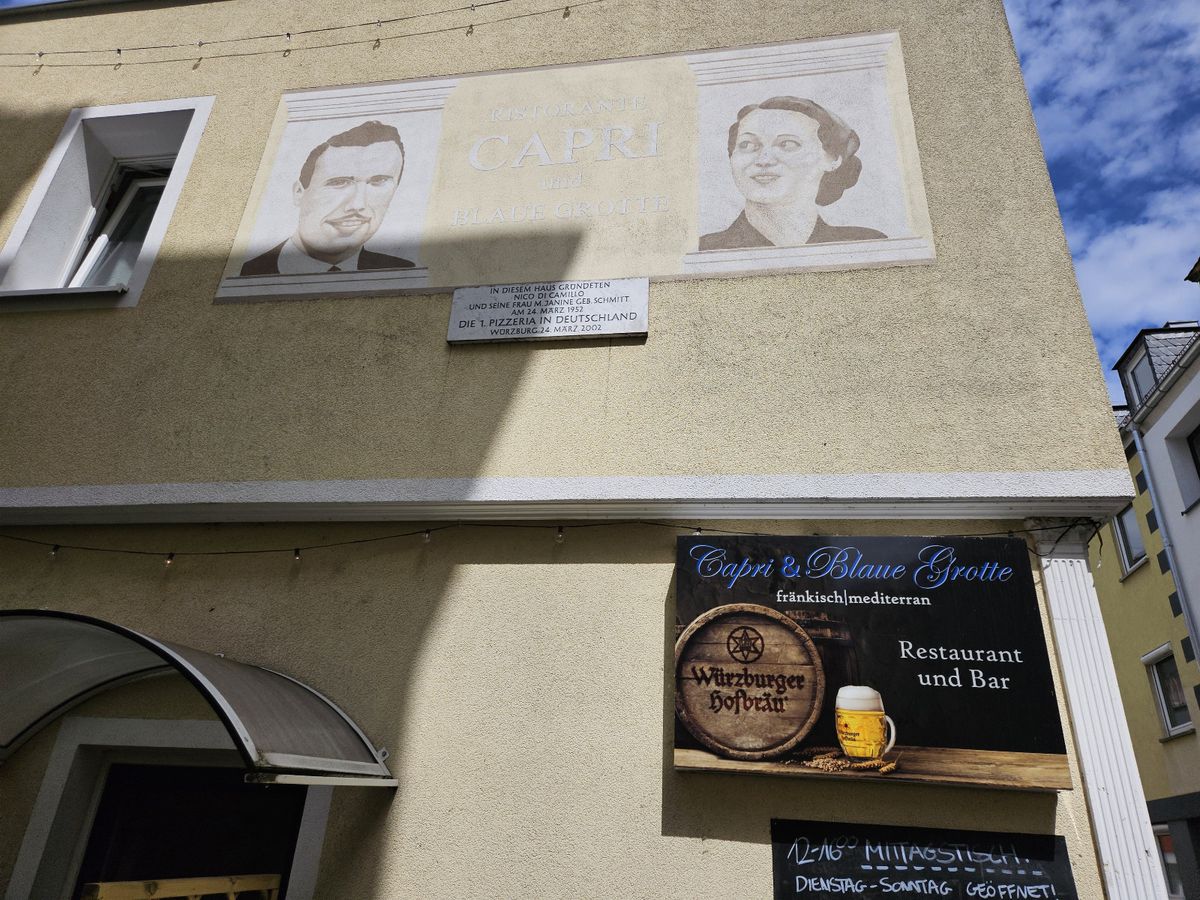 RISTORANTE
CAPRI
und
BLAUE GROTTE
IN DIESEM HAUS GRÜNDETEN
NICO DI CAMILLO
UND SEINE FRAU M. JANINE GEB. SCHMITT
AM 24. MÄRZ 1952
DIE 1. PIZZERIA IN DEUTSCHLAND
WÜRZBURG, 24. MÄRZ 2002
Capri & Blaue Grotte
fränkisch|mediterran
Restaurant
und Bar
Würzburger
Hofbräu
12-16⁰⁰ MITTAGSTISCH!
DIENSTAG-SONNTAG GEÖFFNET!